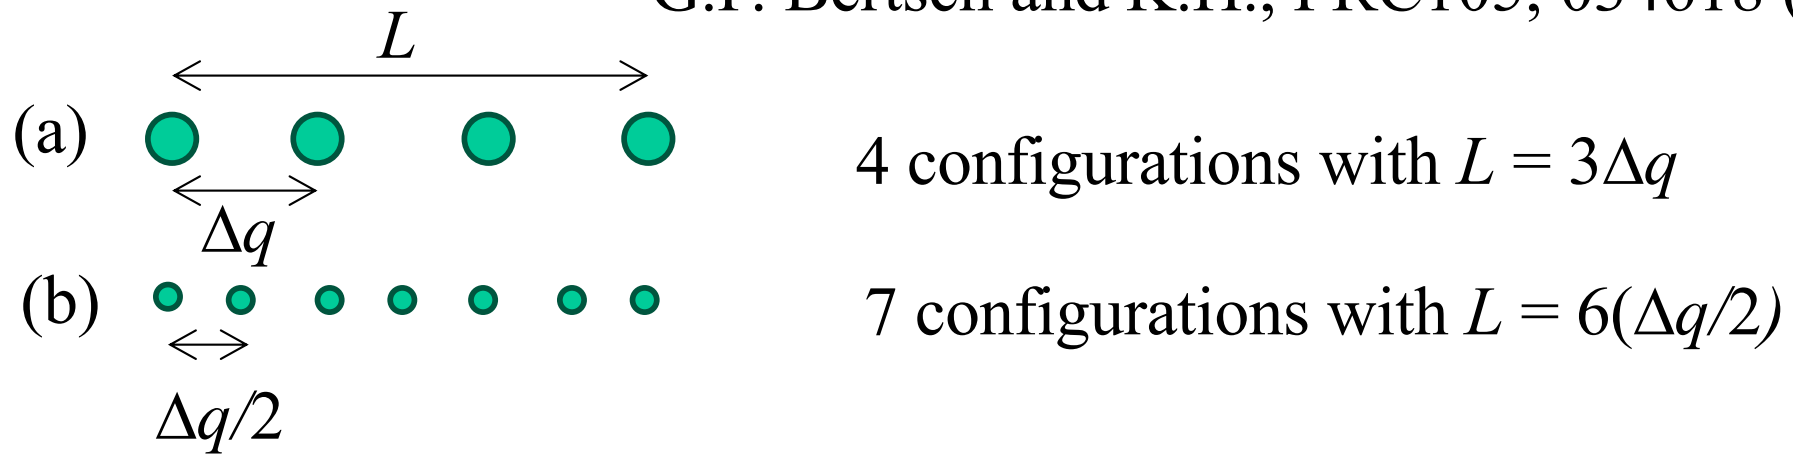 L
(a)
4 configurations with L = 3Δq
Δq
(b)
7 configurations with L = 6(Δq/2)
Δq/2